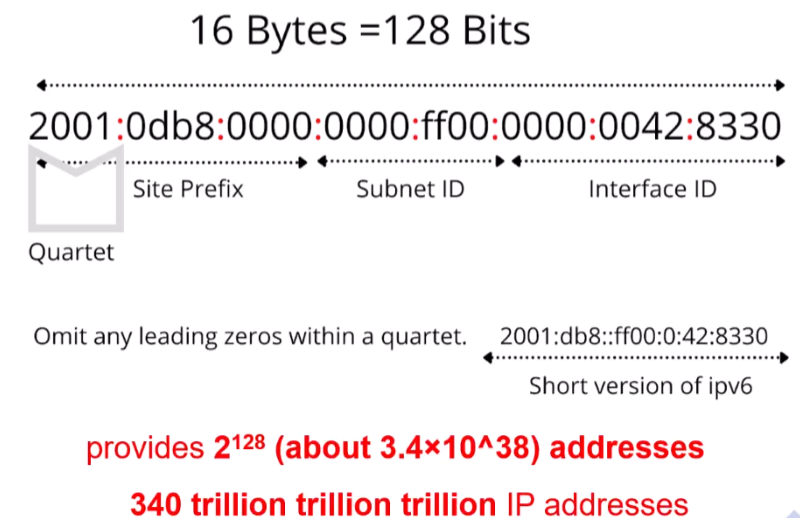 16 Bytes =128 Bits
2001:0db8:0000:0000:ff00:0000:0042:8330
Site Prefix Subnet ID Interface ID
Quartet
Omit any leading zeros within a quartet. 2001:db8::ff00:0:42:8330
Short version of ipv6
provides 2¹²⁸ (about 3.4×10^38) addresses
340 trillion trillion trillion IP addresses